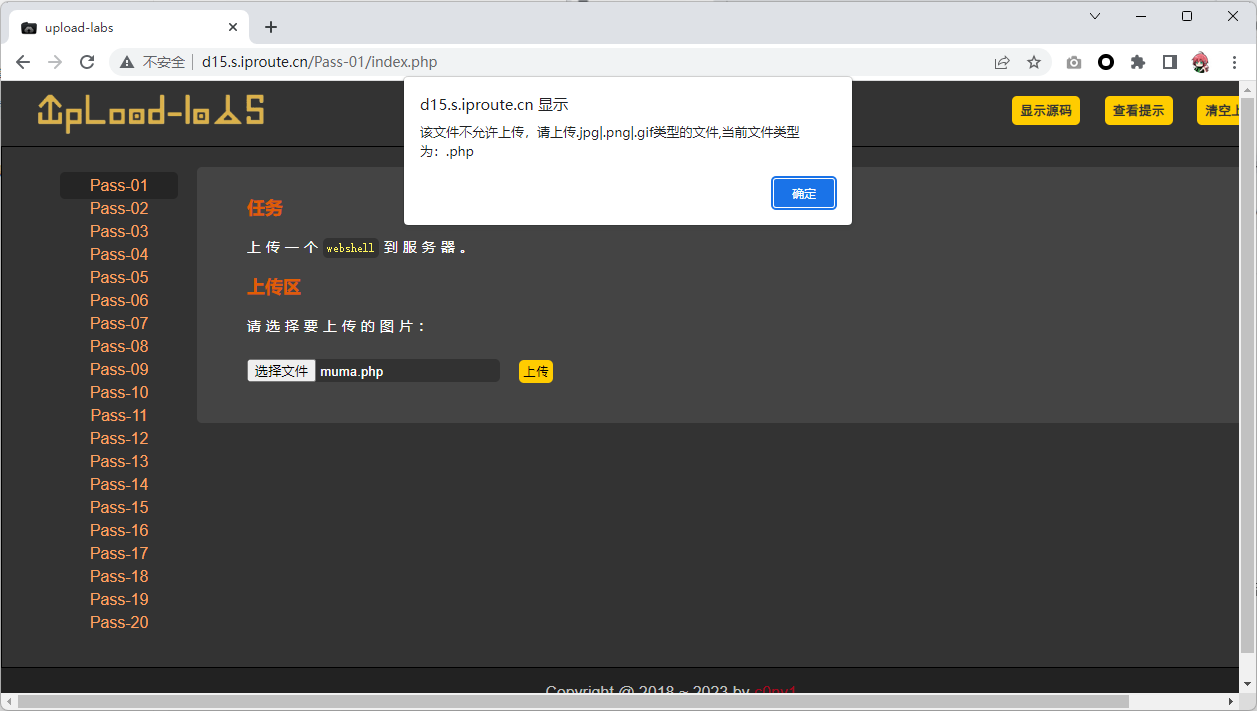 upload-labs
不安全 d15.s.iproute.cn/Pass-01/index.php
UpLoad-labs
d15.s.iproute.cn 显示
该文件不允许上传，请上传.jpg|.png|.gif类型的文件,当前文件类型
为：.php
确定
显示源码 查看提示 清空上
Pass-01
Pass-02
Pass-03
Pass-04
Pass-05
Pass-06
Pass-07
Pass-08
Pass-09
Pass-10
Pass-11
Pass-12
Pass-13
Pass-14
Pass-15
Pass-16
Pass-17
Pass-18
Pass-19
Pass-20
任务
上传一个 webshell 到服务器。
上传区
请选择要上传的图片：
选择文件 muma.php 上传
Copyright @ 2018 ~ 2023 by c0ny1